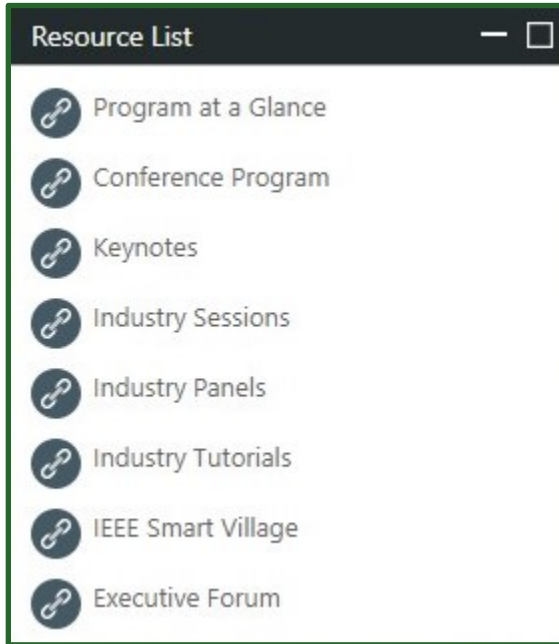 Resource List
Program at a Glance
Conference Program
Keynotes
Industry Sessions
Industry Panels
Industry Tutorials
IEEE Smart Village
Executive Forum